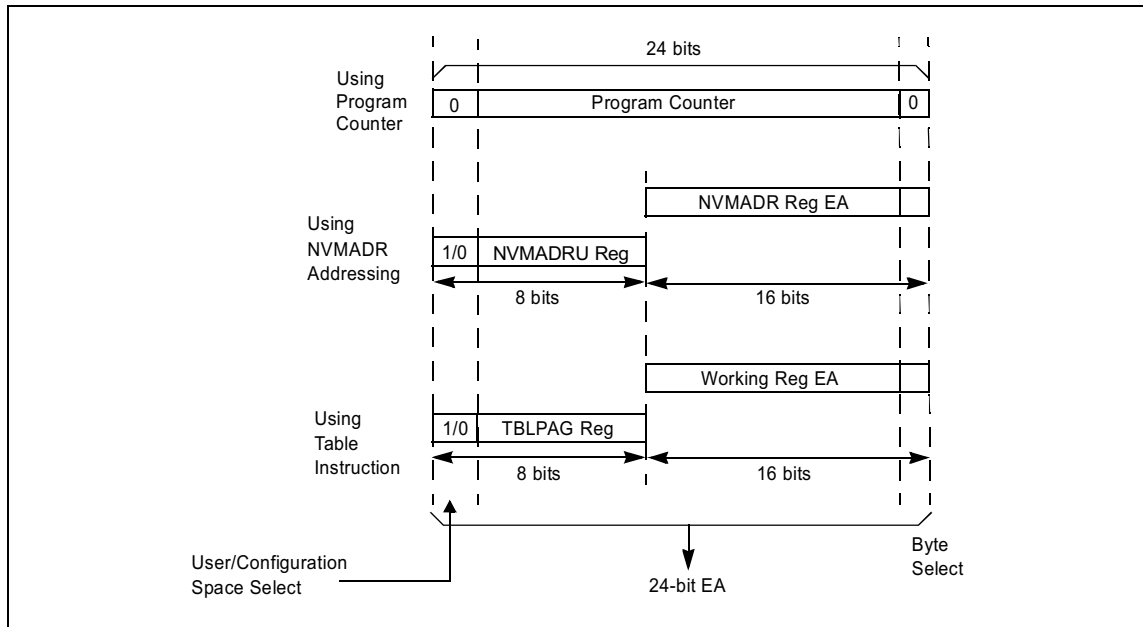 24 bits
Using
Program
Counter
0
Program Counter
0
NVMADR Reg EA
Using
NVMADR
Addressing
1/0
NVMADRU Reg
8 bits
16 bits
Working Reg EA
Using
Table
Instruction
1/0
TBLPAG Reg
8 bits
16 bits
User/Configuration
Space Select
24-bit EA
Byte
Select